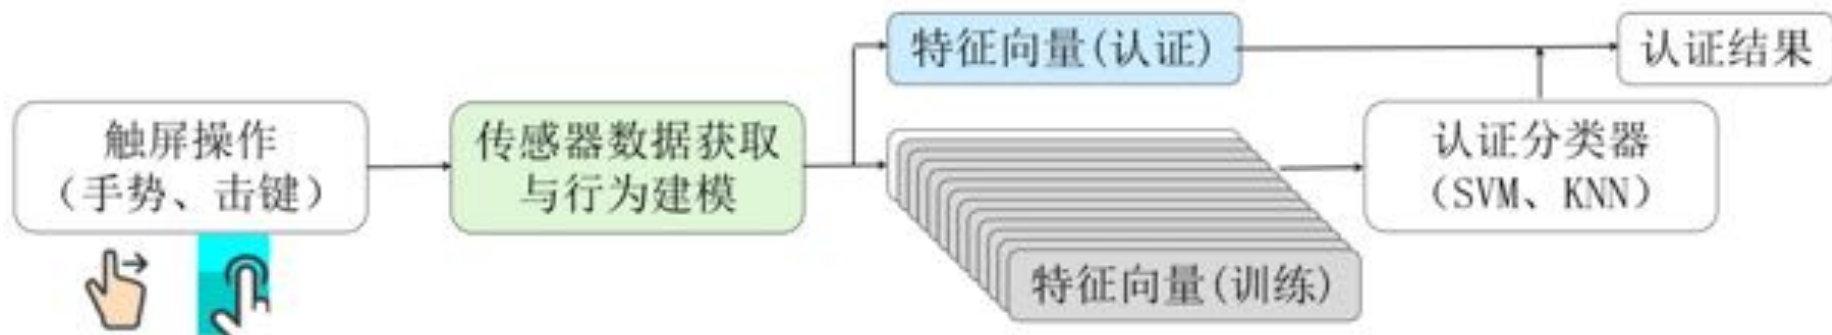 触屏操作
（手势、击键）
传感器数据获取
与行为建模
特征向量(认证)
特征向量(训练)
认证分类器
（SVM、KNN）
认证结果